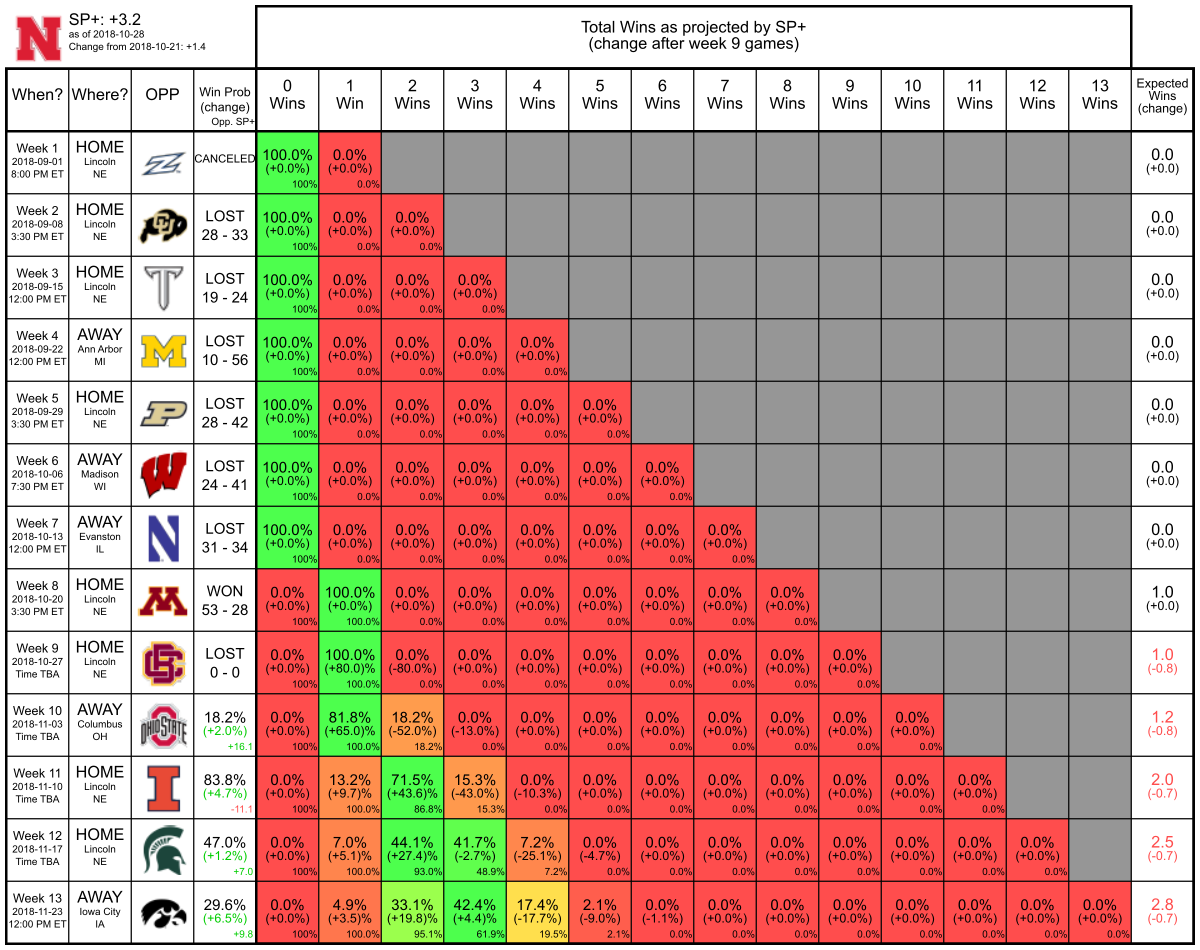 N
SP+: +3.2
as of 2018-10-28
Change from 2018-10-21: +1.4
Total Wins as projected by SP+
(change after week 9 games)
When? Where? OPP Win Prob (change) Opp. SP+ 0 Wins 1 Win 2 Wins 3 Wins 4 Wins 5 Wins 6 Wins 7 Wins 8 Wins 9 Wins 10 Wins 11 Wins 12 Wins 13 Wins Expected Wins (change)
Week 1 HOME Z CANCELED 100.0% 0.0% 0.0
2018-09-01 Lincoln (+0.0%) (+0.0%) (+0.0)
8:00 PM ET NE 100% 0.0%
Week 2 HOME CU LOST 100.0% 0.0% 0.0% 0.0
2018-09-08 Lincoln 28 - 33 (+0.0%) (+0.0%) (+0.0%) (+0.0)
3:30 PM ET NE 100% 0.0% 0.0%
Week 3 HOME T LOST 100.0% 0.0% 0.0% 0.0% 0.0
2018-09-15 Lincoln 19 - 24 (+0.0%) (+0.0%) (+0.0%) (+0.0%) (+0.0)
12:00 PM ET NE 100% 0.0% 0.0% 0.0%
Week 4 AWAY M LOST 100.0% 0.0% 0.0% 0.0% 0.0% 0.0
2018-09-22 Ann Arbor 10 - 56 (+0.0%) (+0.0%) (+0.0%) (+0.0%) (+0.0%) (+0.0)
12:00 PM ET MI 100% 0.0% 0.0% 0.0% 0.0%
Week 5 HOME P LOST 100.0% 0.0% 0.0% 0.0% 0.0% 0.0% 0.0
2018-09-29 Lincoln 28 - 42 (+0.0%) (+0.0%) (+0.0%) (+0.0%) (+0.0%) (+0.0%) (+0.0)
3:30 PM ET NE 100% 0.0% 0.0% 0.0% 0.0% 0.0%
Week 6 AWAY W LOST 100.0% 0.0% 0.0% 0.0% 0.0% 0.0% 0.0% 0.0
2018-10-06 Madison 24 - 41 (+0.0%) (+0.0%) (+0.0%) (+0.0%) (+0.0%) (+0.0%) (+0.0%) (+0.0)
7:30 PM ET WI 100% 0.0% 0.0% 0.0% 0.0% 0.0% 0.0%
Week 7 AWAY N LOST 100.0% 0.0% 0.0% 0.0% 0.0% 0.0% 0.0% 0.0% 0.0
2018-10-13 Evanston 31 - 34 (+0.0%) (+0.0%) (+0.0%) (+0.0%) (+0.0%) (+0.0%) (+0.0%) (+0.0%) (+0.0)
12:00 PM ET IL 100% 0.0% 0.0% 0.0% 0.0% 0.0% 0.0% 0.0%
Week 8 HOME M WON 0.0% 100.0% 0.0% 0.0% 0.0% 0.0% 0.0% 0.0% 0.0% 1.0
2018-10-20 Lincoln 53 - 28 (+0.0%) (+0.0%) (+0.0%) (+0.0%) (+0.0%) (+0.0%) (+0.0%) (+0.0%) (+0.0%) (+0.0)
3:30 PM ET NE 100% 100.0% 0.0% 0.0% 0.0% 0.0% 0.0% 0.0% 0.0%
Week 9 HOME BC LOST 0.0% 100.0% 0.0% 0.0% 0.0% 0.0% 0.0% 0.0% 0.0% 0.0% 1.0
2018-10-27 Lincoln 0 - 0 (+0.0%) (+80.0)% (-80.0%) (+0.0%) (+0.0%) (+0.0%) (+0.0%) (+0.0%) (+0.0%) (+0.0%) (-0.8)
Time TBA NE 100% 100.0% 0.0% 0.0% 0.0% 0.0% 0.0% 0.0% 0.0% 0.0%
Week 10 AWAY OHIO STATE 18.2% 0.0% 81.8% 18.2% 0.0% 0.0% 0.0% 0.0% 0.0% 0.0% 0.0% 0.0% 1.2
2018-11-03 Columbus (+2.0%) (+0.0%) (+65.0)% (-52.0%) (-13.0%) (+0.0%) (+0.0%) (+0.0%) (+0.0%) (+0.0%) (+0.0%) (+0.0%) (-0.8)
Time TBA OH +16.1 100% 100.0% 18.2% 0.0% 0.0% 0.0% 0.0% 0.0% 0.0% 0.0% 0.0%
Week 11 HOME I 83.8% 0.0% 13.2% 71.5% 15.3% 0.0% 0.0% 0.0% 0.0% 0.0% 0.0% 0.0% 0.0% 2.0
2018-11-10 Lincoln (+4.7%) (+0.0%) (+9.7)% (+43.6)% (-43.0%) (-10.3%) (+0.0%) (+0.0%) (+0.0%) (+0.0%) (+0.0%) (+0.0%) (+0.0%) (-0.7)
Time TBA NE -11.1 100% 100.0% 86.8% 15.3% 0.0% 0.0% 0.0% 0.0% 0.0% 0.0% 0.0% 0.0%
Week 12 HOME 47.0% 0.0% 7.0% 44.1% 41.7% 7.2% 0.0% 0.0% 0.0% 0.0% 0.0% 0.0% 0.0% 0.0% 2.5
2018-11-17 Lincoln (+1.2%) (+0.0%) (+5.1)% (+27.4)% (-2.7%) (-25.1%) (-4.7%) (+0.0%) (+0.0%) (+0.0%) (+0.0%) (+0.0%) (+0.0%) (+0.0%) (-0.7)
Time TBA NE +7.0 100% 100.0% 93.0% 48.9% 7.2% 0.0% 0.0% 0.0% 0.0% 0.0% 0.0% 0.0% 0.0%
Week 13 AWAY 29.6% 0.0% 4.9% 33.1% 42.4% 17.4% 2.1% 0.0% 0.0% 0.0% 0.0% 0.0% 0.0% 0.0% 0.0% 2.8
2018-11-23 Iowa City (+6.5%) (+0.0%) (+3.5)% (+19.8)% (+4.4)% (-17.7%) (-9.0%) (-1.1%) (+0.0%) (+0.0%) (+0.0%) (+0.0%) (+0.0%) (+0.0%) (+0.0%) (-0.7)
12:00 PM ET IA +9.8 100% 100.0% 95.1% 61.9% 19.5% 2.1% 0.0% 0.0% 0.0% 0.0% 0.0% 0.0% 0.0% 0.0%